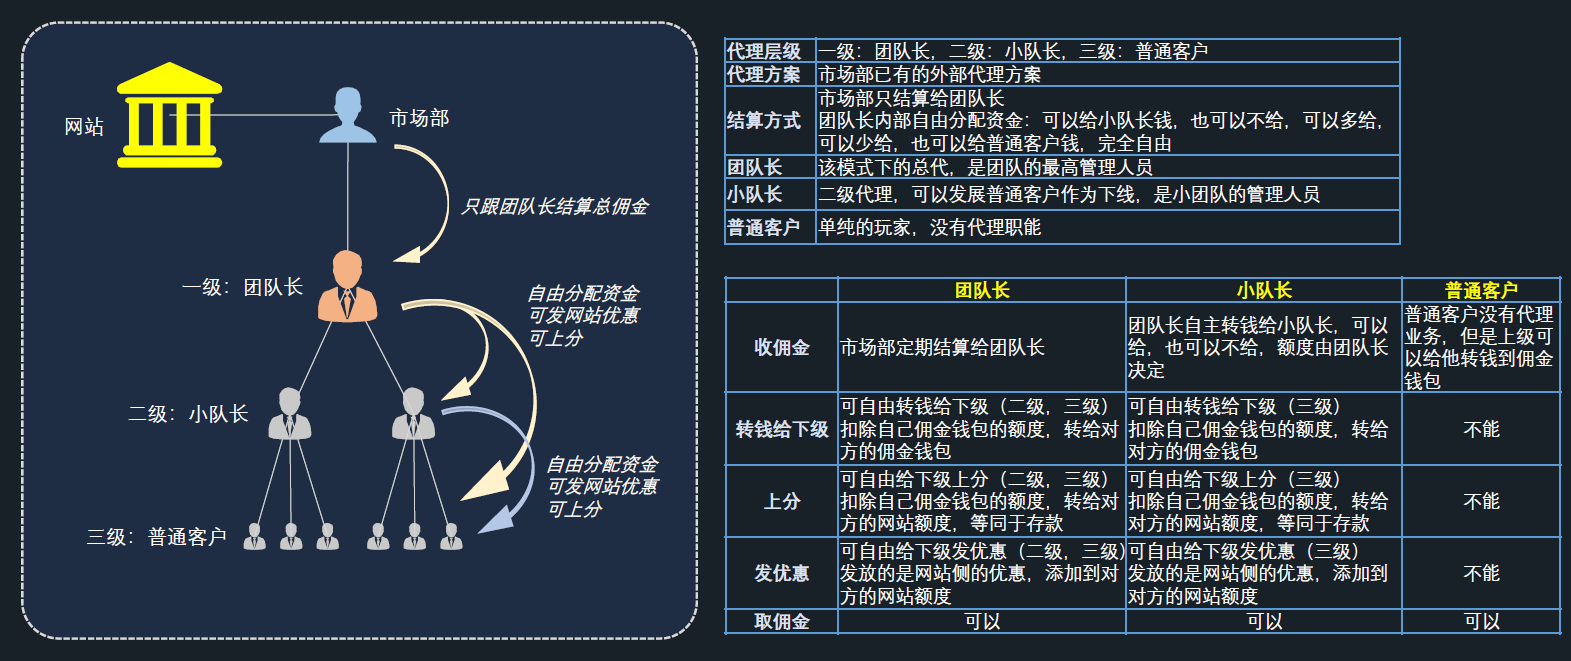 网站
市场部
只跟团队长结算总佣金
一级：团队长
自由分配资金
可发网站优惠
可上分
二级：小队长
自由分配资金
可发网站优惠
可上分
三级：普通客户
代理层级
一级：团队长，二级：小队长，三级：普通客户
代理方案
市场部已有的外部代理方案
结算方式
市场部只结算给团队长
团队长内部自由分配资金：可以给小队长钱，也可以不给，可以多给，
可以少给，也可以给普通客户钱，完全自由
团队长
该模式下的总代，是团队的最高管理人员
小队长
二级代理，可以发展普通客户作为下线，是小团队的管理人员
普通客户
单纯的玩家，没有代理职能
团队长
小队长
普通客户
收佣金
市场部定期结算给团队长
团队长自主转钱给小队长，可以
给，也可以不给，额度由团队长
决定
普通客户没有代理
业务，但是上级可
以给他转钱到佣金
钱包
转钱给下级
可自由转钱给下级（二级，三级）
扣除自己佣金钱包的额度，转给对
方的佣金钱包
可自由转钱给下级（三级）
扣除自己佣金钱包的额度，转给
对方的佣金钱包
不能
上分
可自由给下级上分（二级，三级）
扣除自己佣金钱包的额度，转给对
方的网站额度，等同于存款
可自由给下级上分（三级）
扣除自己佣金钱包的额度，转给
对方的网站额度，等同于存款
不能
发优惠
可自由给下级发优惠（二级，三级）
发放的是网站侧的优惠，添加到对
方的网站额度
可自由给下级发优惠（三级）
发放的是网站侧的优惠，添加到
对方的网站额度
不能
取佣金
可以
可以
可以